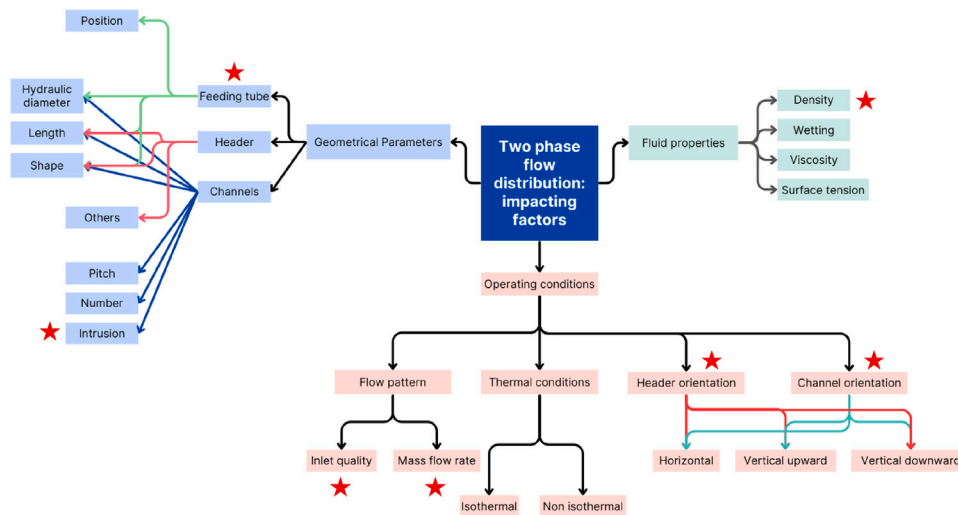 Position
Hydraulic
diameter
Length
Shape
Others
Pitch
Number
Intrusion
Feeding tube
Header
Channels
Geometrical Parameters
Two phase
flow
distribution:
impacting
factors
Fluid properties
Density
Wetting
Viscosity
Surface tension
Operating conditions
Flow pattern
Thermal conditions
Header orientation
Channel orientation
Inlet quality
Mass flow rate
Isothermal
Non isothermal
Horizontal
Vertical upward
Vertical downward